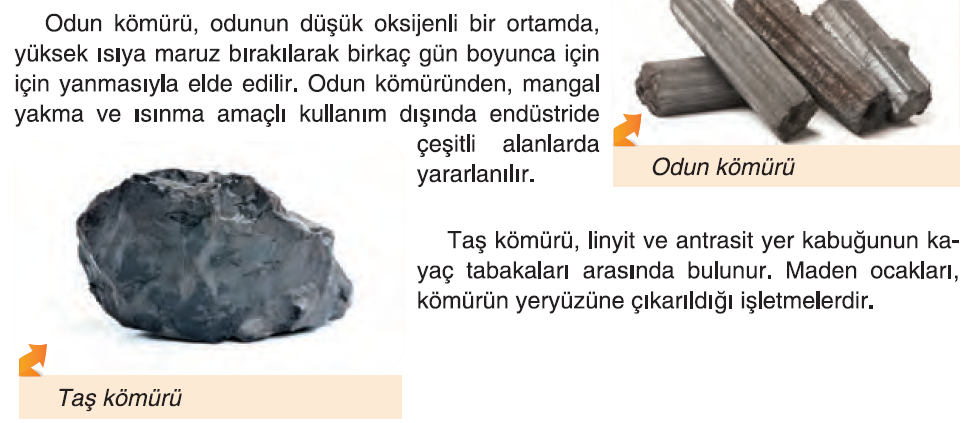 Odun kömürü, odunun düşük oksijenli bir ortamda,
yüksek ısıya maruz bırakılarak birkaç gün boyunca için
için yanmasıyla elde edilir. Odun kömüründen, mangal
yakma ve ısınma amaçlı kullanım dışında endüstride
çeşitli alanlarda
yararlanılır.
Odun kömürü
Taş kömürü, linyit ve antrasit yer kabuğunun ka-
yaç tabakaları arasında bulunur. Maden ocakları,
kömürün yeryüzüne çıkarıldığı işletmelerdir.
Taş kömürü